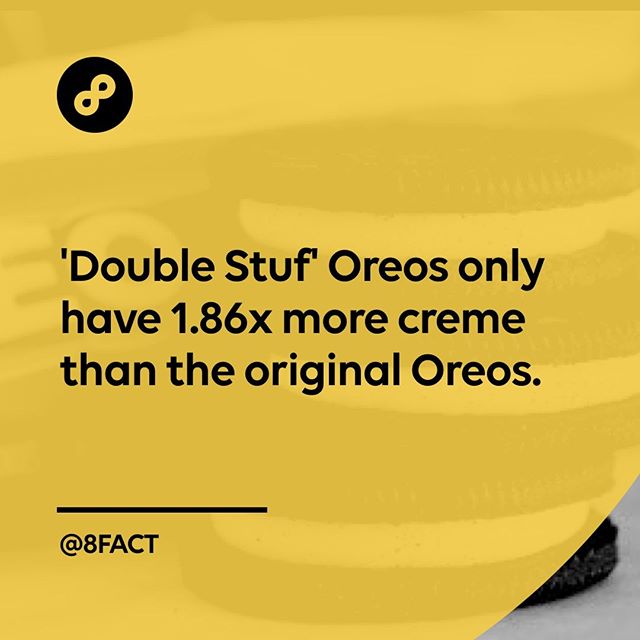 'Double Stuf' Oreos only
have 1.86x more creme
than the original Oreos.
@8FACT